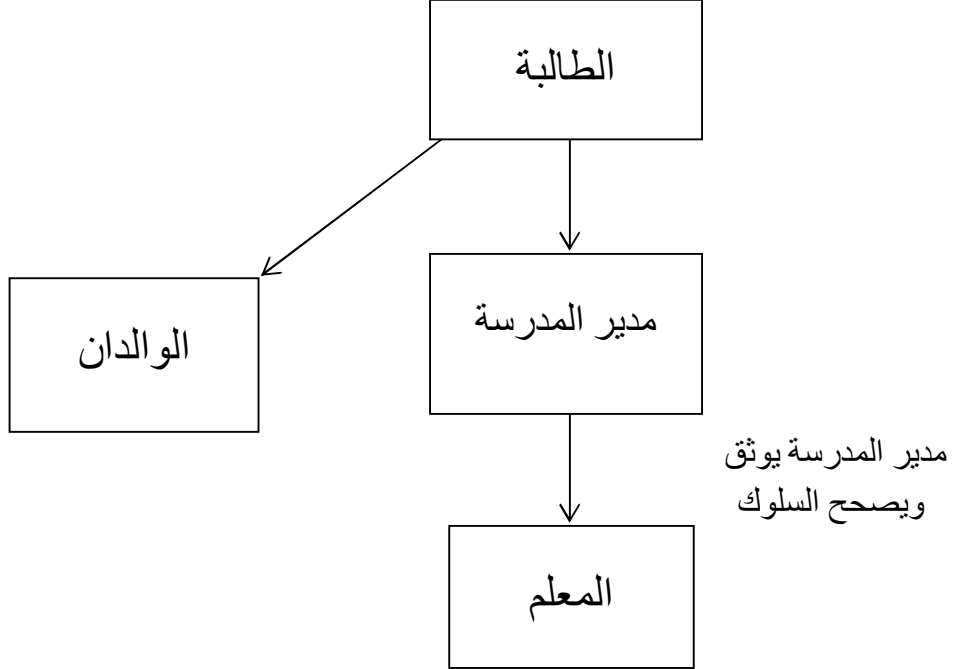 الطالبة
مدير المدرسة
الوالدان
مدير المدرسة يوثق
ويصحح السلوك
المعلم